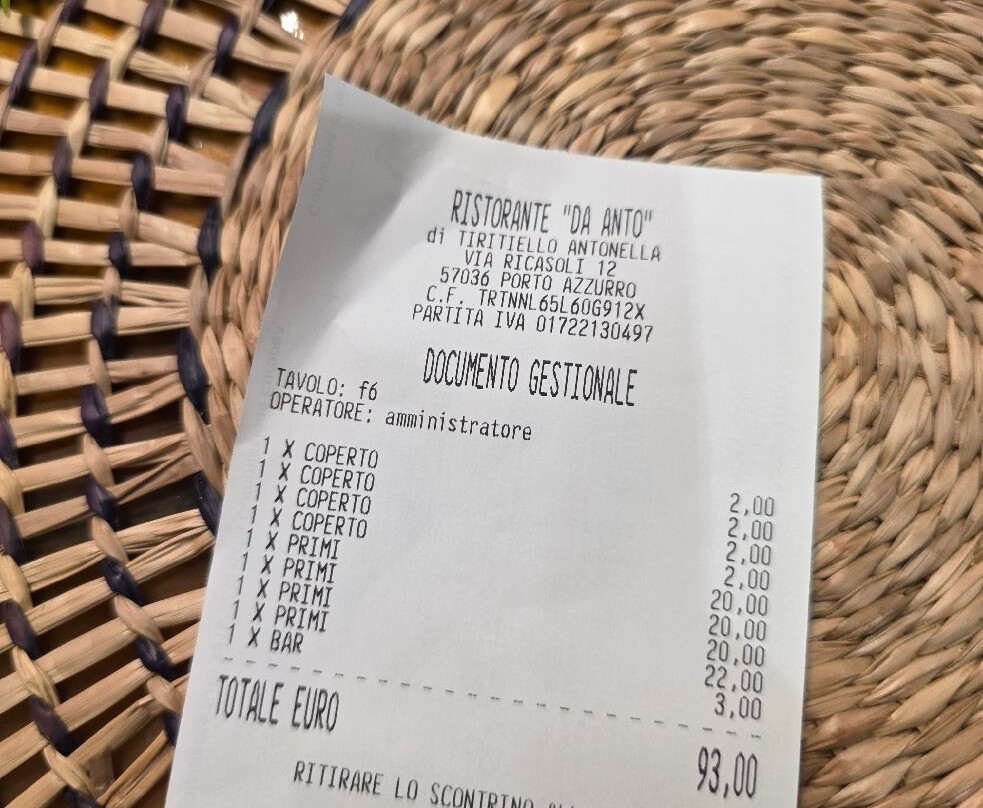 RISTORANTE "DA ANTO"
di TIRITIELLO ANTONELLA
VIA RICASOLI 12
57036 PORTO AZZURRO
C.F. TRTNNL65L60G912X
PARTITA IVA 01722130497
DOCUMENTO GESTIONALE
TAVOLO: f6
OPERATORE: amministratore
1 X COPERTO 2,00
1 X COPERTO 2,00
1 X COPERTO 2,00
1 X COPERTO 2,00
1 X PRIMI 20,00
1 X PRIMI 20,00
1 X PRIMI 20,00
1 X PRIMI 22,00
1 X BAR 3,00
TOTALE EURO 93,00
RITIRARE LO SCONTRINO